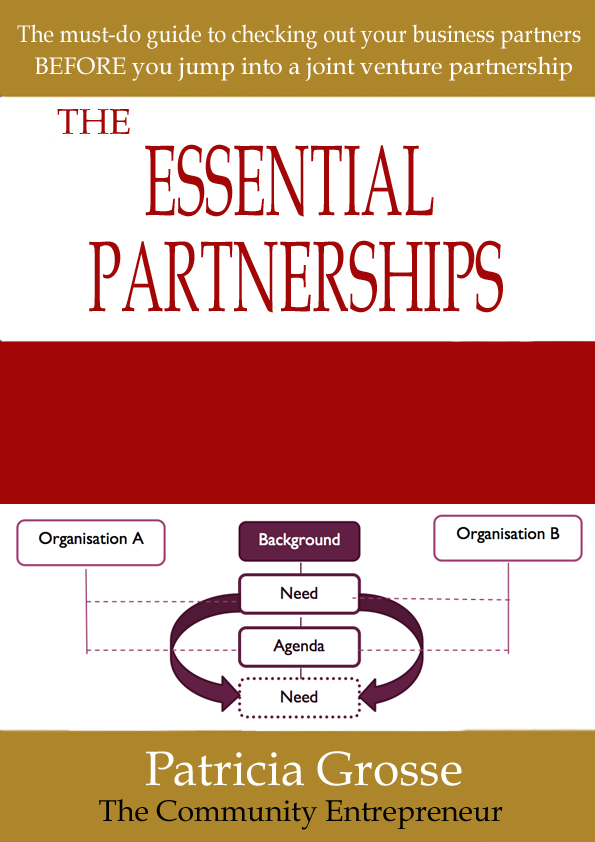 The must-do guide to checking out your business partners
BEFORE you jump into a joint venture partnership
THE
ESSENTIAL
PARTNERSHIPS
Organisation A
Background
Organisation B
Need
Agenda
Need
Patricia Grosse
The Community Entrepreneur